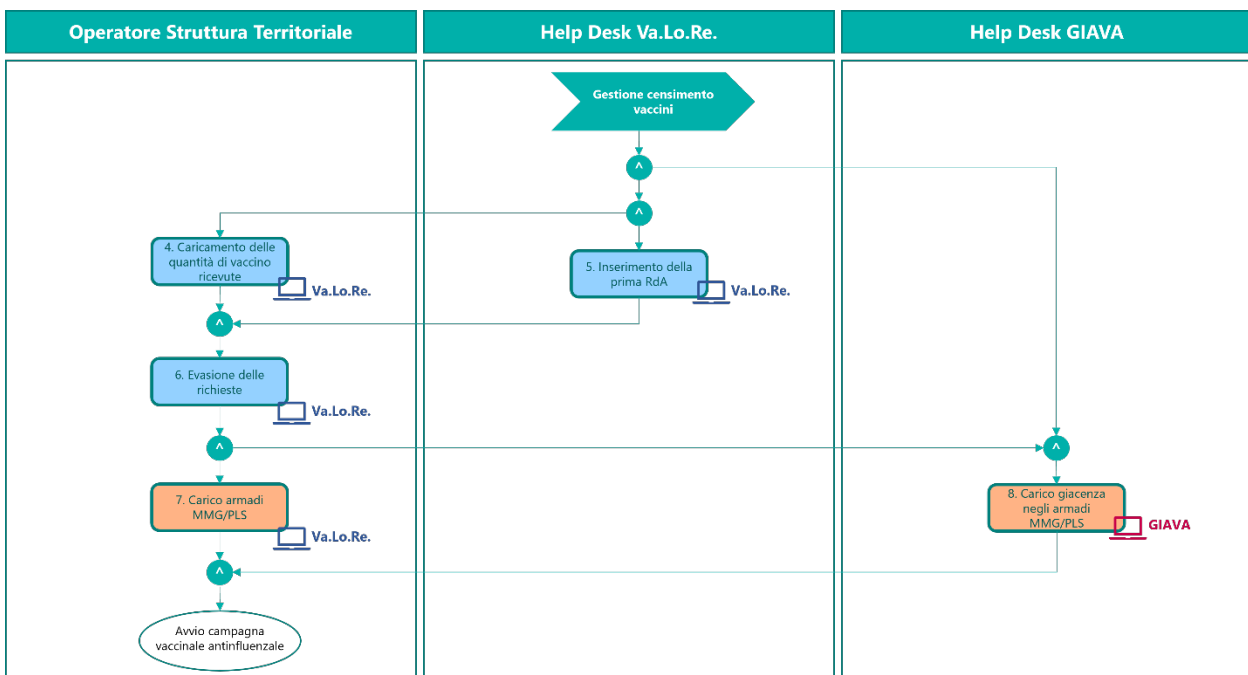 Operatore Struttura Territoriale
Help Desk Va.Lo.Re.
Help Desk GIAVA
Gestione censimento
vaccini
^
^
4. Caricamento delle
quantità di vaccino
ricevute
Va.Lo.Re.
5. Inserimento della
prima RdA
Va.Lo.Re.
^
6. Evasione delle
richieste
Va.Lo.Re.
^
^
7. Carico armadi
MMG/PLS
Va.Lo.Re.
8. Carico giacenza
negli armadi
MMG/PLS
GIAVA
^
Avvio campagna
vaccinale antinfluenzale